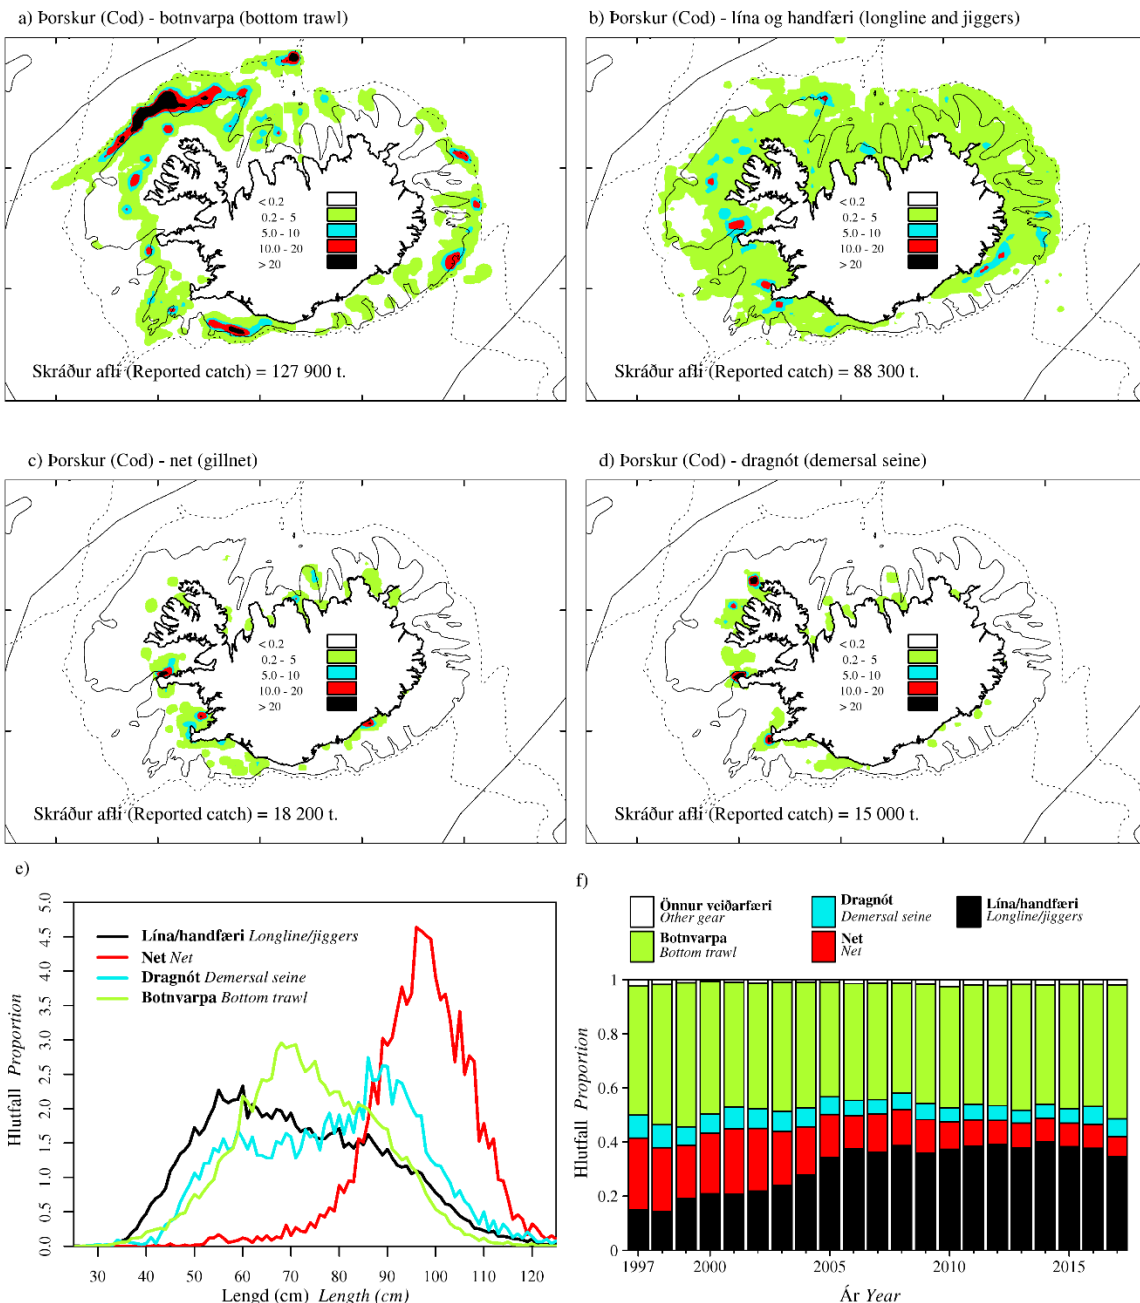 a) Þorskur (Cod) - botnvarpa (bottom trawl)
< 0.2
0.2 - 5
5.0 - 10
10.0 - 20
> 20
Skráður afli (Reported catch) = 127 900 t.
b) Þorskur (Cod) - lína og handfæri (longline and jiggers)
< 0.2
0.2 - 5
5.0 - 10
10.0 - 20
> 20
Skráður afli (Reported catch) = 88 300 t.
c) Þorskur (Cod) - net (gillnet)
< 0.2
0.2 - 5
5.0 - 10
10.0 - 20
> 20
Skráður afli (Reported catch) = 18 200 t.
d) Þorskur (Cod) - dragnót (demersal seine)
< 0.2
0.2 - 5
5.0 - 10
10.0 - 20
> 20
Skráður afli (Reported catch) = 15 000 t.
e)
Hlutfall Proportion
5.0
4.5
4.0
3.5
3.0
2.5
2.0
1.5
1.0
0.5
0.0
Lína/handfæri Longline/jiggers
Net Net
Dragnót Demersal seine
Botnvarpa Bottom trawl
30 40 50 60 70 80 90 100 110 120
Lengd (cm) Length (cm)
f)
Önnur veiðarfæri
Other gear
Botnvarpa
Bottom trawl
Dragnót
Demersal seine
Net
Net
Lína/handfæri
Longline/jiggers
Hlutfall Proportion
1
0.8
0.6
0.4
0.2
0
1997 2000 2005 2010 2015
Ár Year